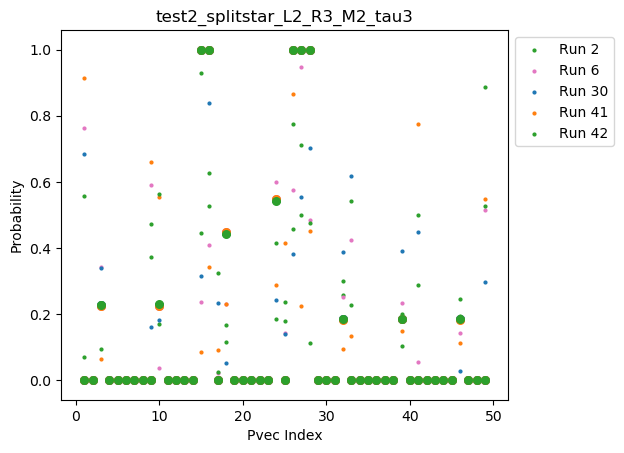 test2_splitstar_L2_R3_M2_tau3
1.0
0.8
0.6
0.4
0.2
0.0
Probability
0
10
20
30
40
50
Pvec Index
Run 2
Run 6
Run 30
Run 41
Run 42